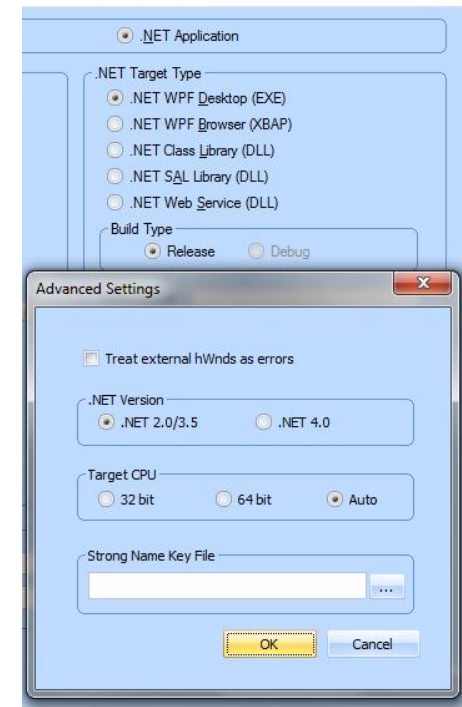 .NET Application
.NET Target Type
.NET WPF Desktop (EXE)
.NET WPF Browser (XBAP)
.NET Class Library (DLL)
.NET SAL Library (DLL)
.NET Web Service (DLL)
Build Type
Release Debug
Advanced Settings
Treat external hWnds as errors
.NET Version
.NET 2.0/3.5 .NET 4.0
Target CPU
32 bit 64 bit Auto
Strong Name Key File
...
OK Cancel